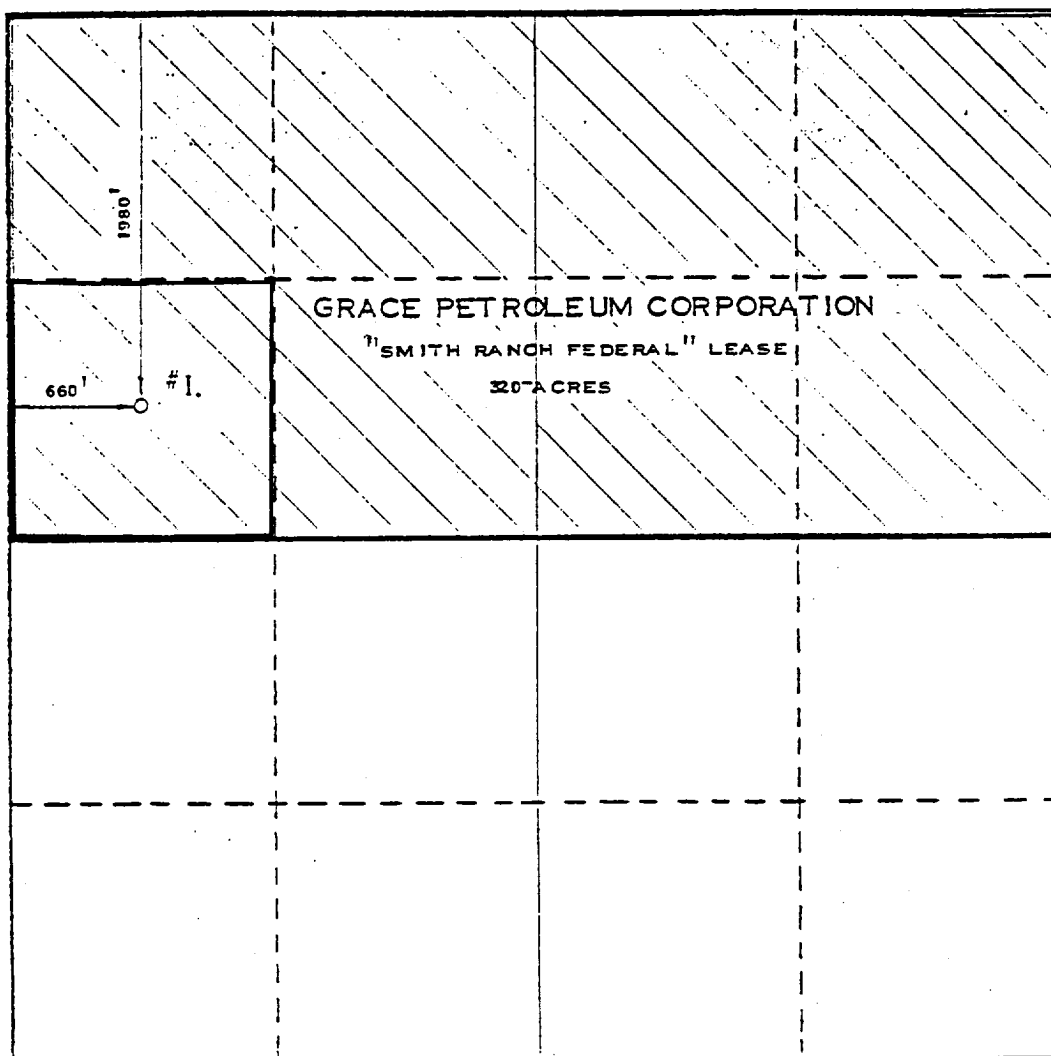 1980'
GRACE PETROLEUM CORPORATION
"SMITH RANCH FEDERAL" LEASE
320 ACRES
660'
#1.